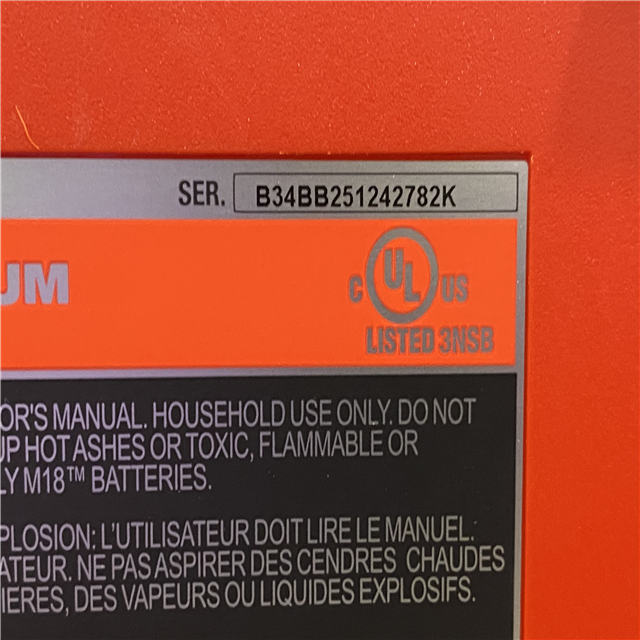 SER. B34BB251242782K
UM
C UL US
LISTED 3NSB
OR'S MANUAL. HOUSEHOLD USE ONLY. DO NOT
UP HOT ASHES OR TOXIC, FLAMMABLE OR
LY M18™ BATTERIES.
PLOSION: L'UTILISATEUR DOIT LIRE LE MANUEL.
ATEUR. NE PAS ASPIRER DES CENDRES CHAUDES
IERES, DES VAPEURS OU LIQUIDES EXPLOSIFS.